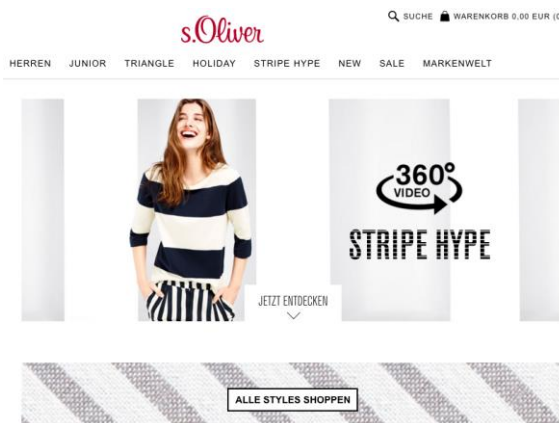 s.Oliver
SUCHE WARENKORB 0,00 EUR
HERREN JUNIOR TRIANGLE HOLIDAY STRIPE HYPE NEW SALE MARKENWELT
360°
VIDEO
STRIPE HYPE
JETZT ENTDECKEN
ALLE STYLES SHOPPEN